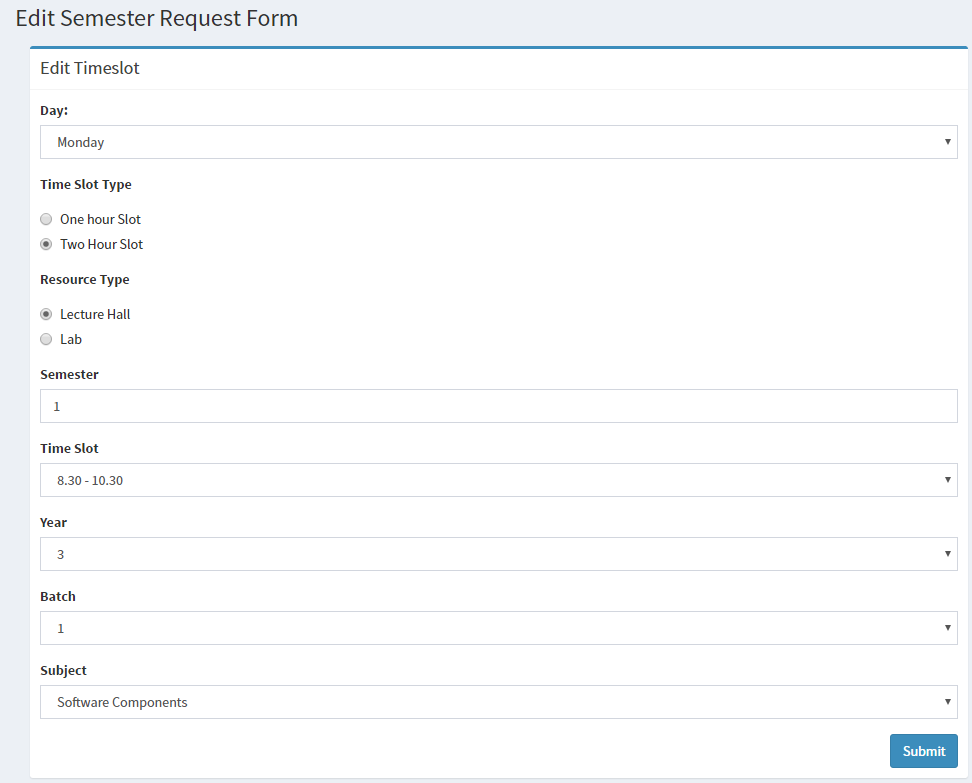 Edit Semester Request Form
Edit Timeslot
Day:
Monday
Time Slot Type
One hour Slot
Two Hour Slot
Resource Type
Lecture Hall
Lab
Semester
1
Time Slot
8.30 - 10.30
Year
3
Batch
1
Subject
Software Components
Submit